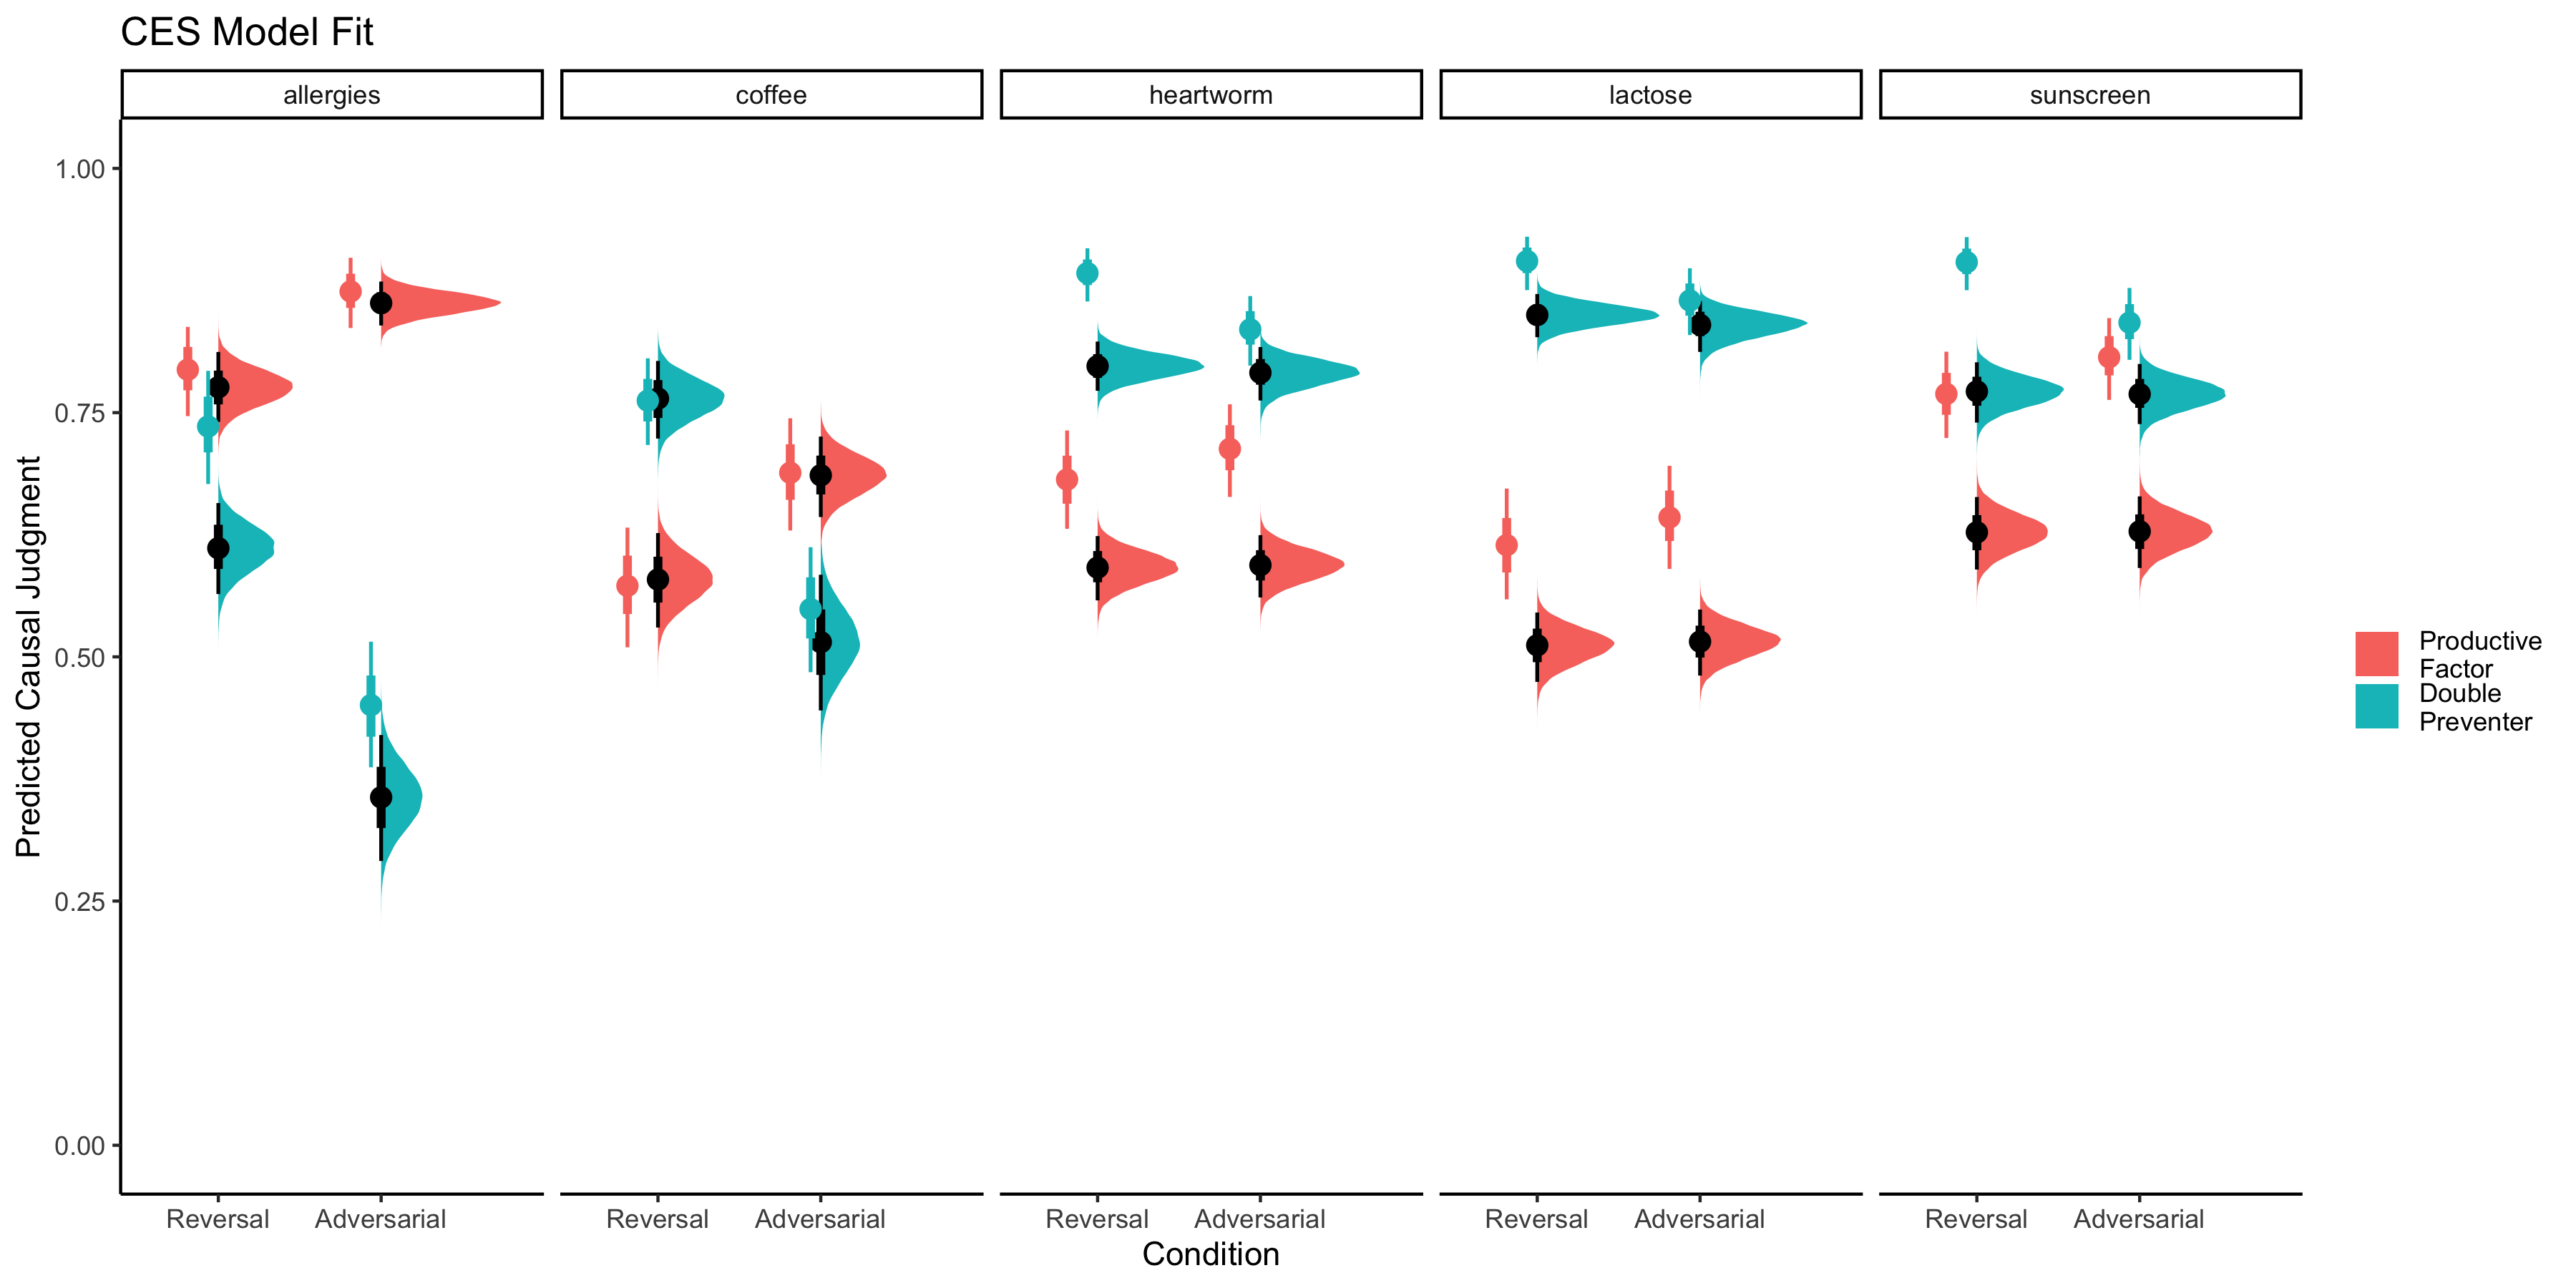 CES Model Fit
allergies
coffee
heartworm
lactose
sunscreen
1.00
0.75
0.50
0.25
0.00
Predicted Causal Judgment
Reversal
Adversarial
Reversal
Adversarial
Reversal
Adversarial
Reversal
Adversarial
Reversal
Adversarial
Condition
Productive
Factor
Double
Preventer